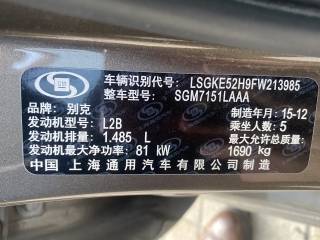 车辆识别代号: LSGKE52H9FW213985
整车型号: SGM7151LAAA
品牌: 别克 制造年月: 15-12
发动机型号: L2B 乘坐人数: 5
发动机排量: 1.485 L 最大允许总质量:
发动机最大净功率: 81 kW 1690 kg
中国 上海通用汽车有限公司